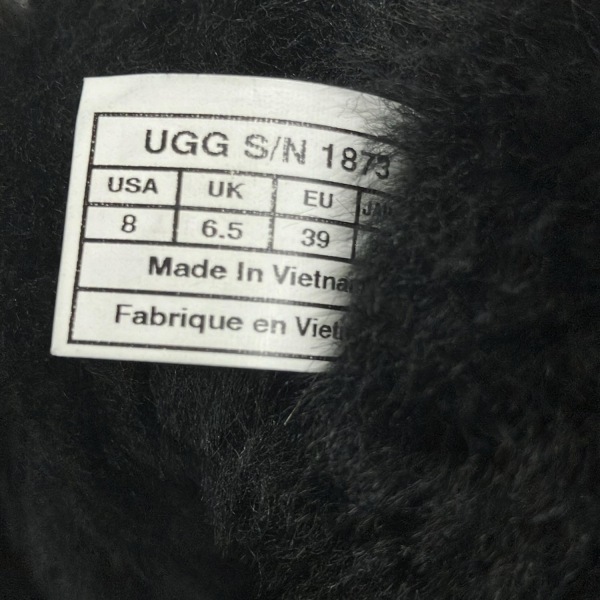 UGG S/N 1873
USA UK EU
8 6.5 39
Made In
Fabrique en